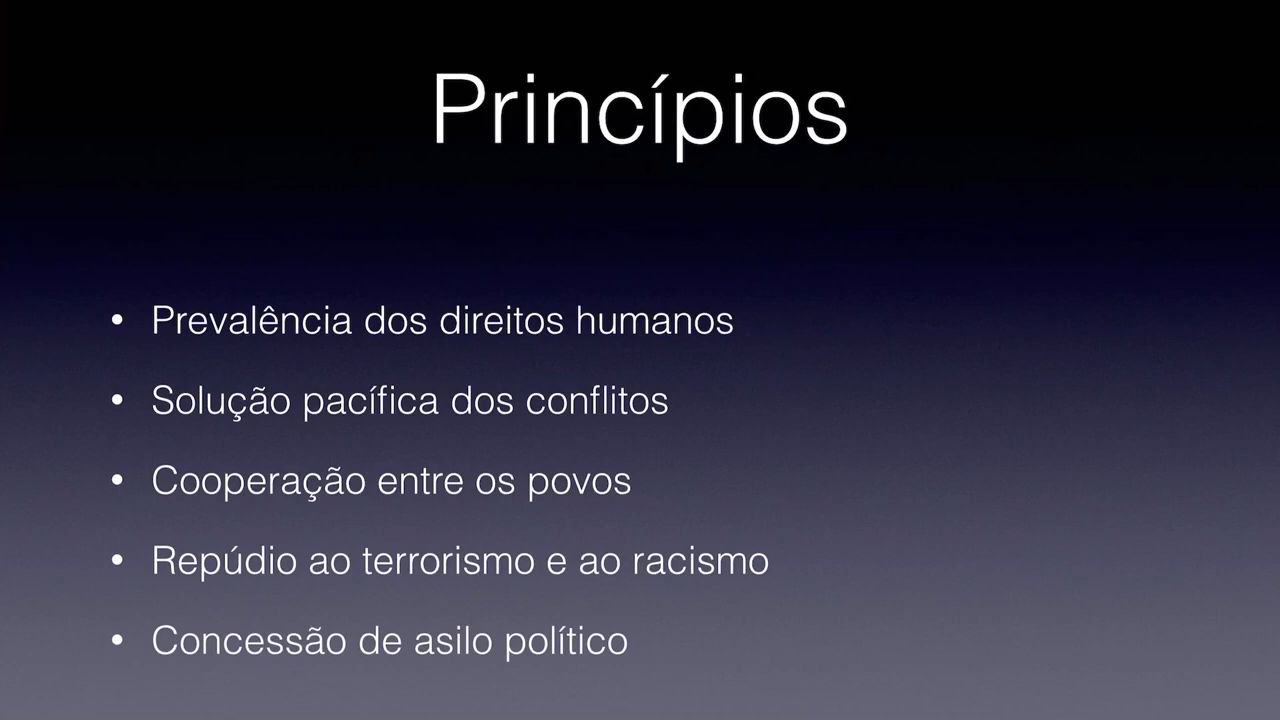 Princípios
• Prevalência dos direitos humanos
• Solução pacífica dos conflitos
• Cooperação entre os povos
• Repúdio ao terrorismo e ao racismo
• Concessão de asilo político